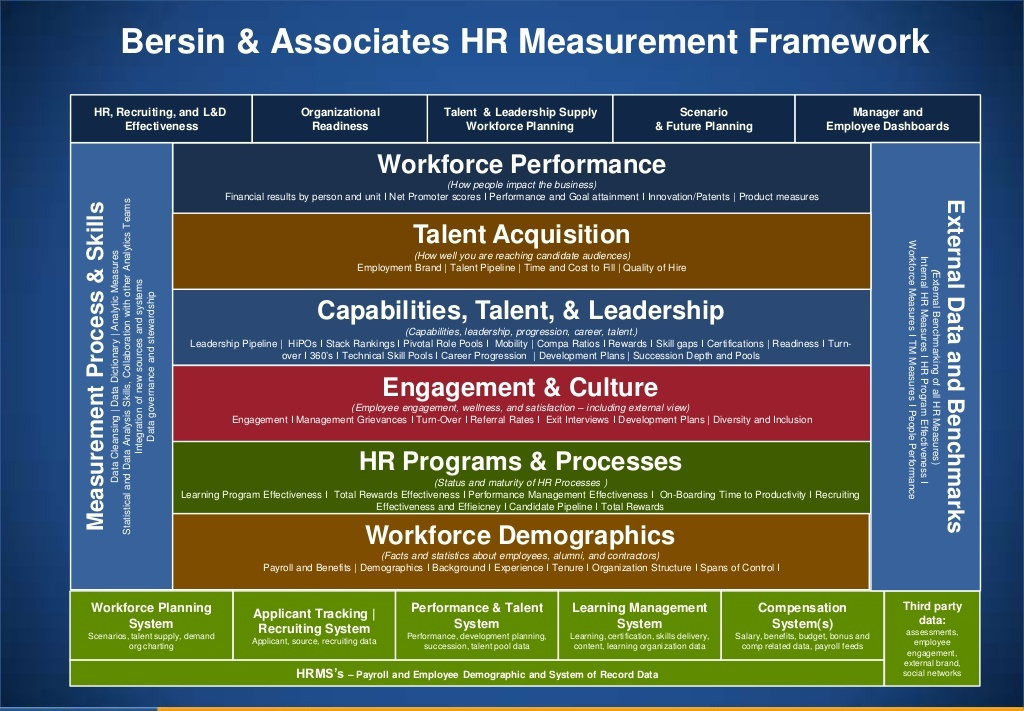 Bersin & Associates HR Measurement Framework
HR, Recruiting, and L&D
Effectiveness
Organizational
Readiness
Talent & Leadership Supply
Workforce Planning
Scenario
& Future Planning
Manager and
Employee Dashboards
Measurement Process & Skills
Data Cleansing | Data Dictionary | Analytic Measures
Statistical and Data Analysis Skills, Collaboration with other Analytics Teams
Integration of new sources and systems
Data governance and stewardship
Workforce Performance
(How people impact the business)
Financial results by person and unit I Net Promoter scores I Performance and Goal attainment I Innovation/Patents | Product measures
Talent Acquisition
(How well you are reaching candidate audiences)
Employment Brand | Talent Pipeline | Time and Cost to Fill | Quality of Hire
Capabilities, Talent, & Leadership
(Capabilities, leadership, progression, career, talent.)
Leadership Pipeline | HiPOs I Stack Rankings I Pivotal Role Pools I Mobility | Compa Ratios I Rewards I Skill gaps I Certifications | Readiness I Turn-
over I 360's I Technical Skill Pools I Career Progression | Development Plans | Succession Depth and Pools
Engagement & Culture
(Employee engagement, wellness, and satisfaction – including external view)
Engagement I Management Grievances I Turn-Over I Referral Rates I Exit Interviews I Development Plans | Diversity and Inclusion
HR Programs & Processes
(Status and maturity of HR Processes )
Learning Program Effectiveness I Total Rewards Effectiveness I Performance Management Effectiveness I On-Boarding Time to Productivity I Recruiting
Effectiveness and Effieicney I Candidate Pipeline I Total Rewards
Workforce Demographics
(Facts and statistics about employees, alumni, and contractors)
Payroll and Benefits | Demographics I Background I Experience I Tenure I Organization Structure I Spans of Control I
External Data and Benchmarks
(External Benchmarking of all HR Measures)
Internal HR Measures I HR Program Effectiveness I
Workforce Measures I TM Measures I People Performance
Workforce Planning
System
Scenarios, talent supply, demand
org charting
Applicant Tracking |
Recruiting System
Applicant, source, recruiting data
Performance & Talent
System
Performance, development planning,
succession, talent pool data
Learning Management
System
Learning, certification, skills delivery,
content, learning organization data
Compensation
System(s)
Salary, benefits, budget, bonus and
comp related data, payroll feeds
Third party
data:
assessments,
employee
engagement,
external brand,
social networks
HRMS's – Payroll and Employee Demographic and System of Record Data